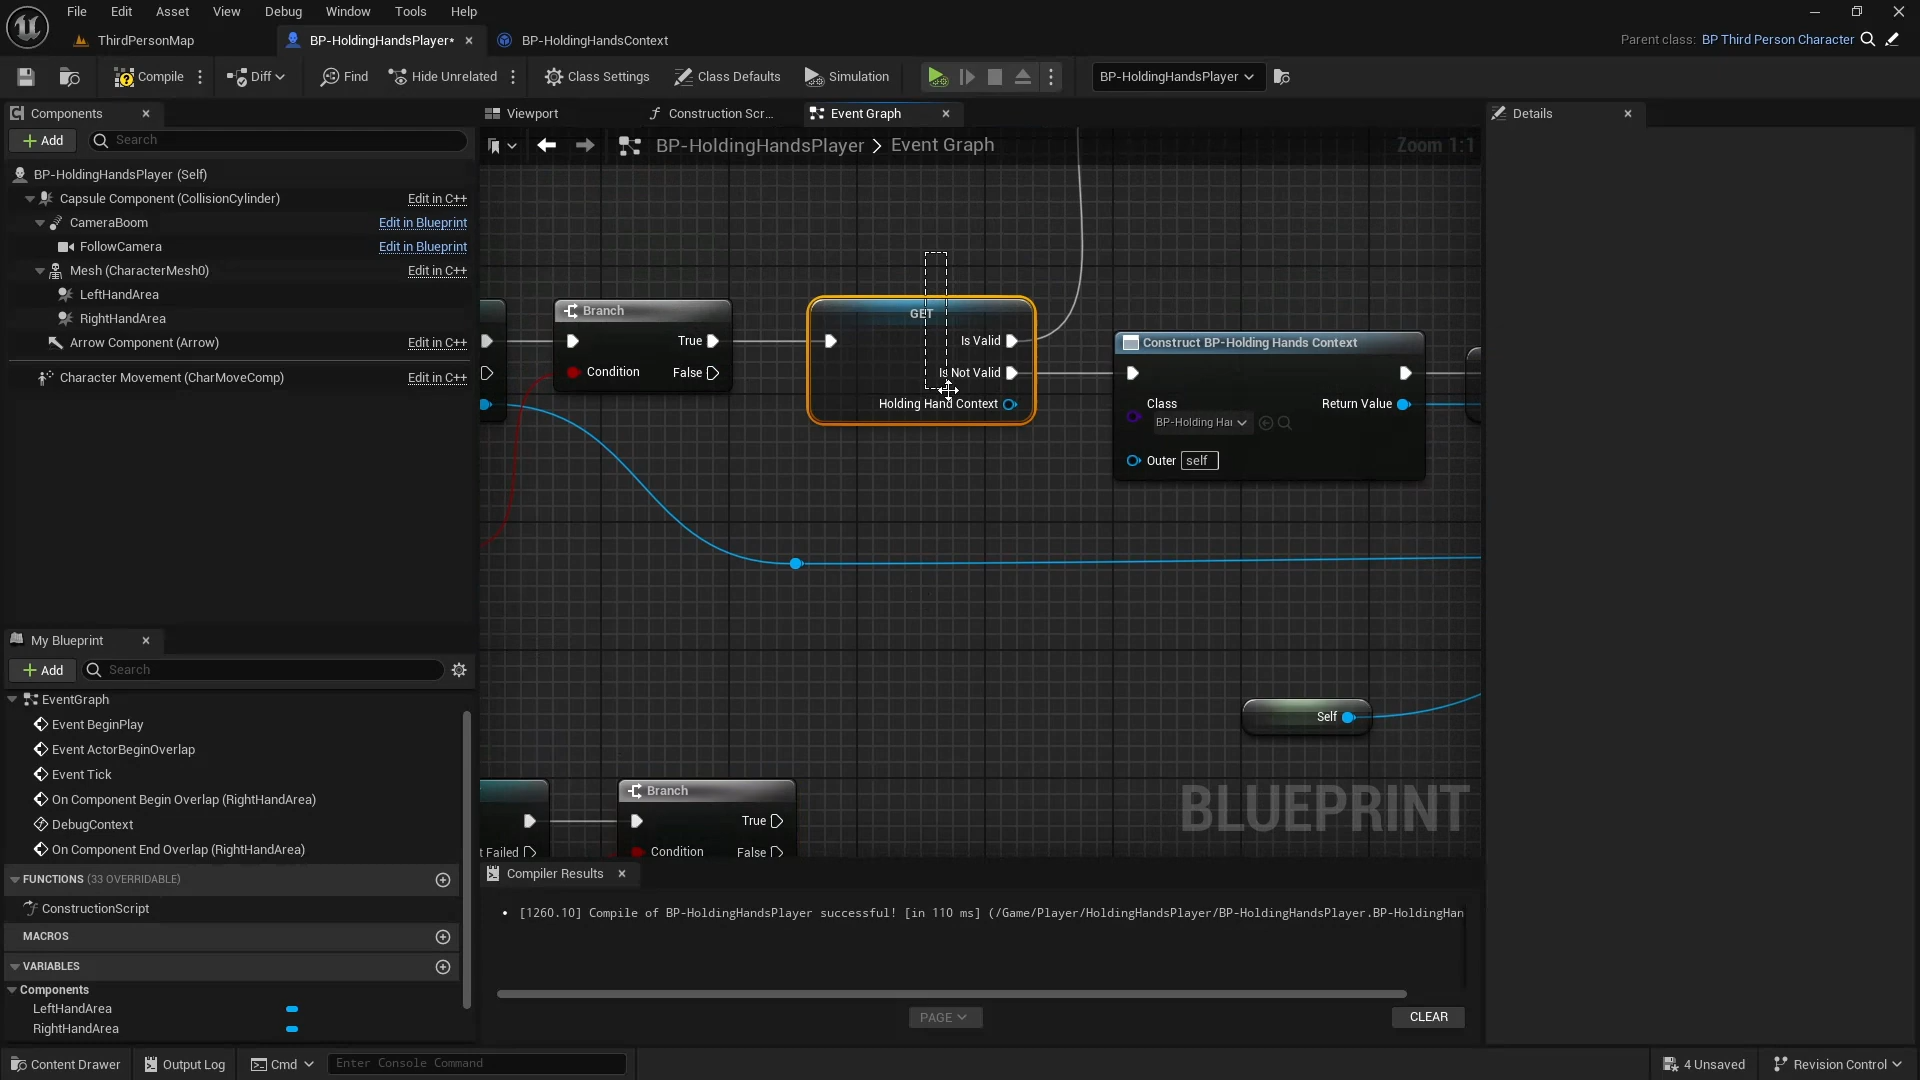 File Edit Asset View Debug Window Tools Help
ThirdPersonMap BP-HoldingHandsPlayer* BP-HoldingHandsContext
Parent class: BP Third Person Character
Compile Diff Find Hide Unrelated Class Settings Class Defaults Simulation BP-HoldingHandsPlayer
Components
Add Search
BP-HoldingHandsPlayer (Self)
Capsule Component (CollisionCylinder) Edit in C++
CameraBoom Edit in Blueprint
FollowCamera Edit in Blueprint
Mesh (CharacterMesh0) Edit in C++
LeftHandArea
RightHandArea
Arrow Component (Arrow) Edit in C++
Character Movement (CharMoveComp) Edit in C++
My Blueprint
Add Search
EventGraph
Event BeginPlay
Event ActorBeginOverlap
Event Tick
On Component Begin Overlap (RightHandArea)
DebugContext
On Component End Overlap (RightHandArea)
FUNCTIONS (33 OVERRIDABLE)
ConstructionScript
MACROS
VARIABLES
Components
LeftHandArea
RightHandArea
Viewport Construction Scr... Event Graph
BP-HoldingHandsPlayer > Event Graph
Zoom 1:1
Branch
True
Condition False
GET
Is Valid
Is Not Valid
Holding Hand Context
Construct BP-Holding Hands Context
Class Return Value
BP-Holding Hai
Outer self
Self
BLUEPRINT
t Failed
Branch
True
Condition False
Compiler Results
[1260.10] Compile of BP-HoldingHandsPlayer successful! [in 110 ms] (/Game/Player/HoldingHandsPlayer/BP-HoldingHandsPlayer.BP-HoldingHan
PAGE CLEAR
Details
Content Drawer Output Log Cmd Enter Console Command
4 Unsaved Revision Control